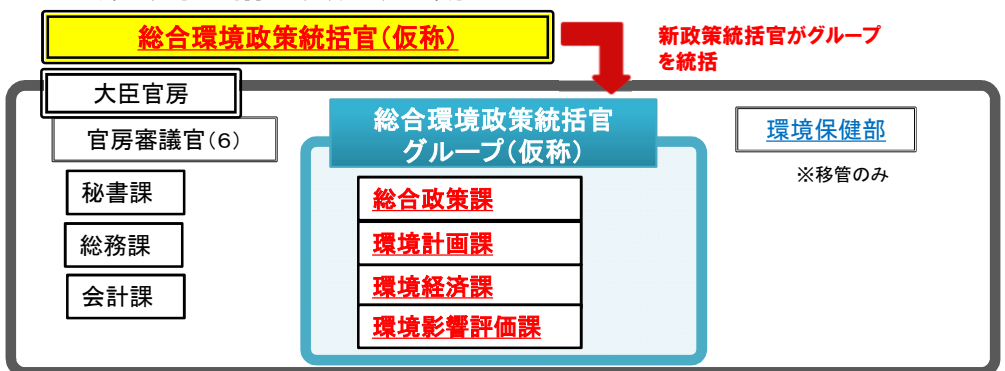 総合環境政策統括官(仮称)
新政策統括官がグループ
を統括
大臣官房
官房審議官(6)
秘書課
総務課
会計課
総合環境政策統括官
グループ(仮称)
総合政策課
環境計画課
環境経済課
環境影響評価課
環境保健部
※移管のみ